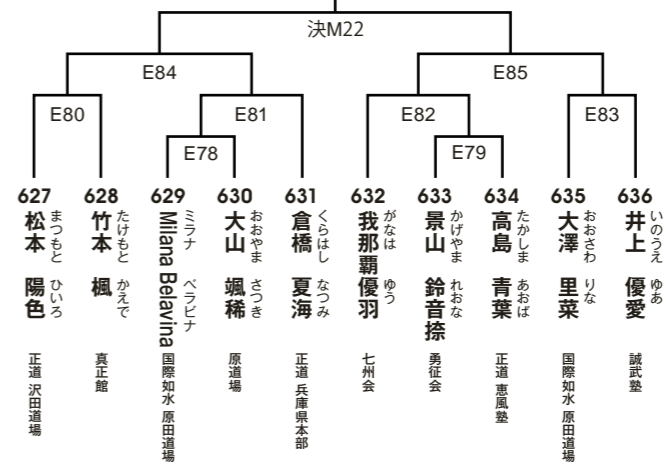 決M22
E84
E85
E80
E81
E82
E83
E78
E79
627
628
629
630
631
632
633
634
635
636
松本 陽色
まつもと ひいろ
正道 沢田道場
竹本 楓
たけもと かえで
真正館
Milana Belavina
ミラナ ベラビナ
国際如水 原田道場
大山 颯稀
おおやま さつき
原道場
倉橋 夏海
くらはし なつみ
正道 兵庫県本部
我那覇 優羽
がなは ゆう
七州会
景山 鈴音捺
かげやま れおな
勇征会
高島 青葉
たかしま あおば
正道 恵風塾
大澤 里菜
おおさわ りな
国際如水 原田道場
井上 優愛
いのうえ ゆあ
誠武塾